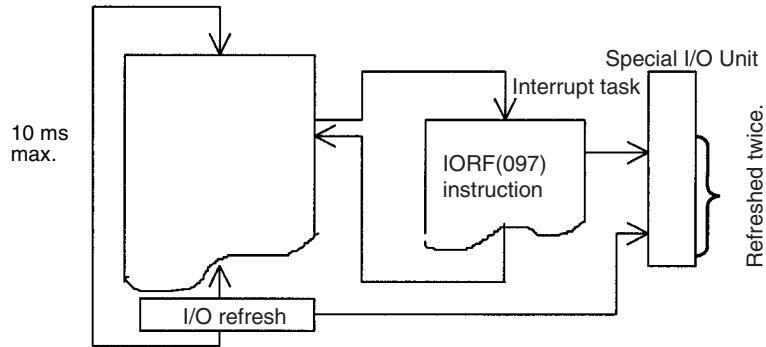 Special I/O Unit
Interrupt task
10 ms
max.
IORF(097)
instruction
Refreshed twice.
I/O refresh